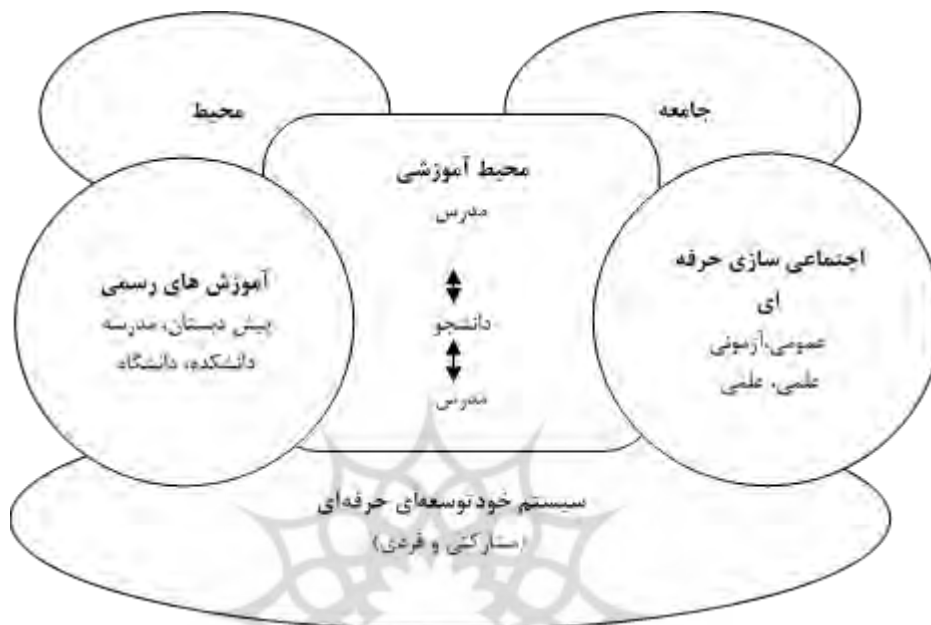 جامعه
محیط
محیط آموزشی
مدرس
دانشجو
مدرس
اجتماعی سازی حرفه
ای
عمومی،آزمونی
علمی، علمی
آموزش های رسمی
پیش دبستان، مدرسه
دانشکده، دانشگاه
سیستم خودتوسعه‌ای حرفه‌ای
(مشارکتی و فردی)